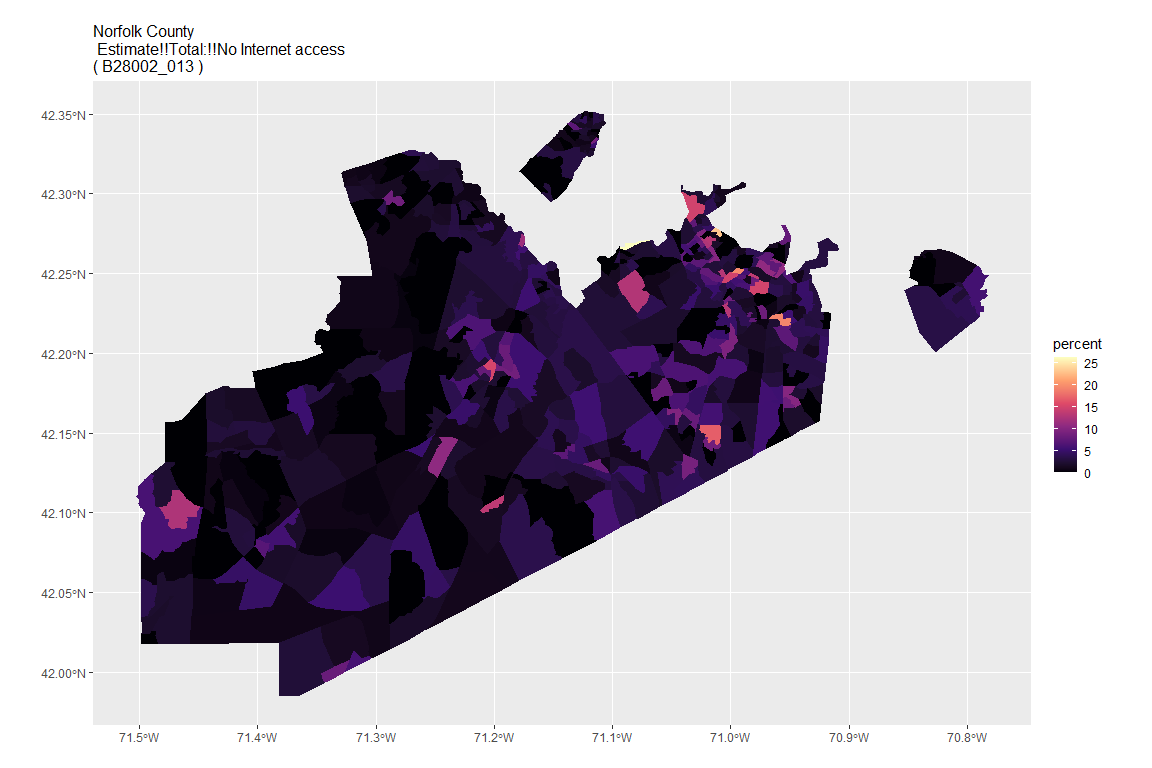 Norfolk County
Estimate!!Total:!!No Internet access
( B28002_013 )
42.35°N
42.30°N
42.25°N
42.20°N
42.15°N
42.10°N
42.05°N
42.00°N
71.5°W
71.4°W
71.3°W
71.2°W
71.1°W
71.0°W
70.9°W
70.8°W
percent
25
20
15
10
5
0